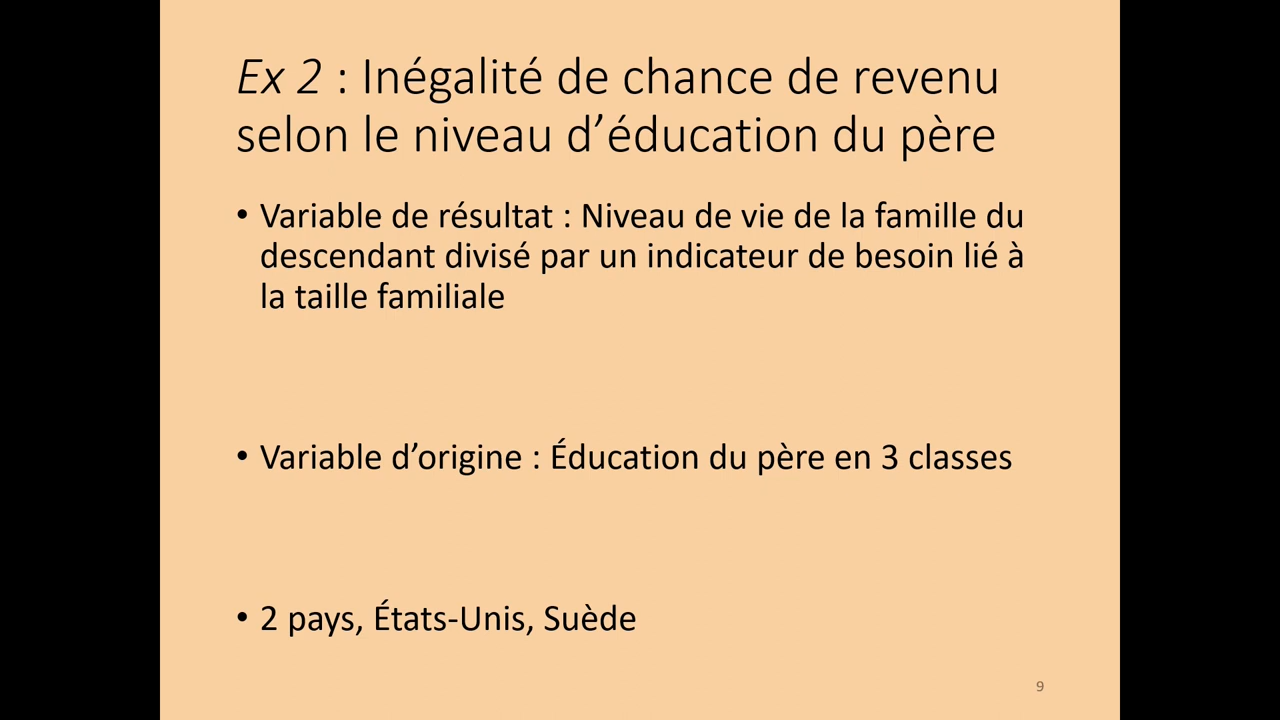 Ex 2 : Inégalité de chance de revenu
selon le niveau d’éducation du père
• Variable de résultat : Niveau de vie de la famille du
descendant divisé par un indicateur de besoin lié à
la taille familiale
• Variable d’origine : Éducation du père en 3 classes
• 2 pays, États-Unis, Suède
9